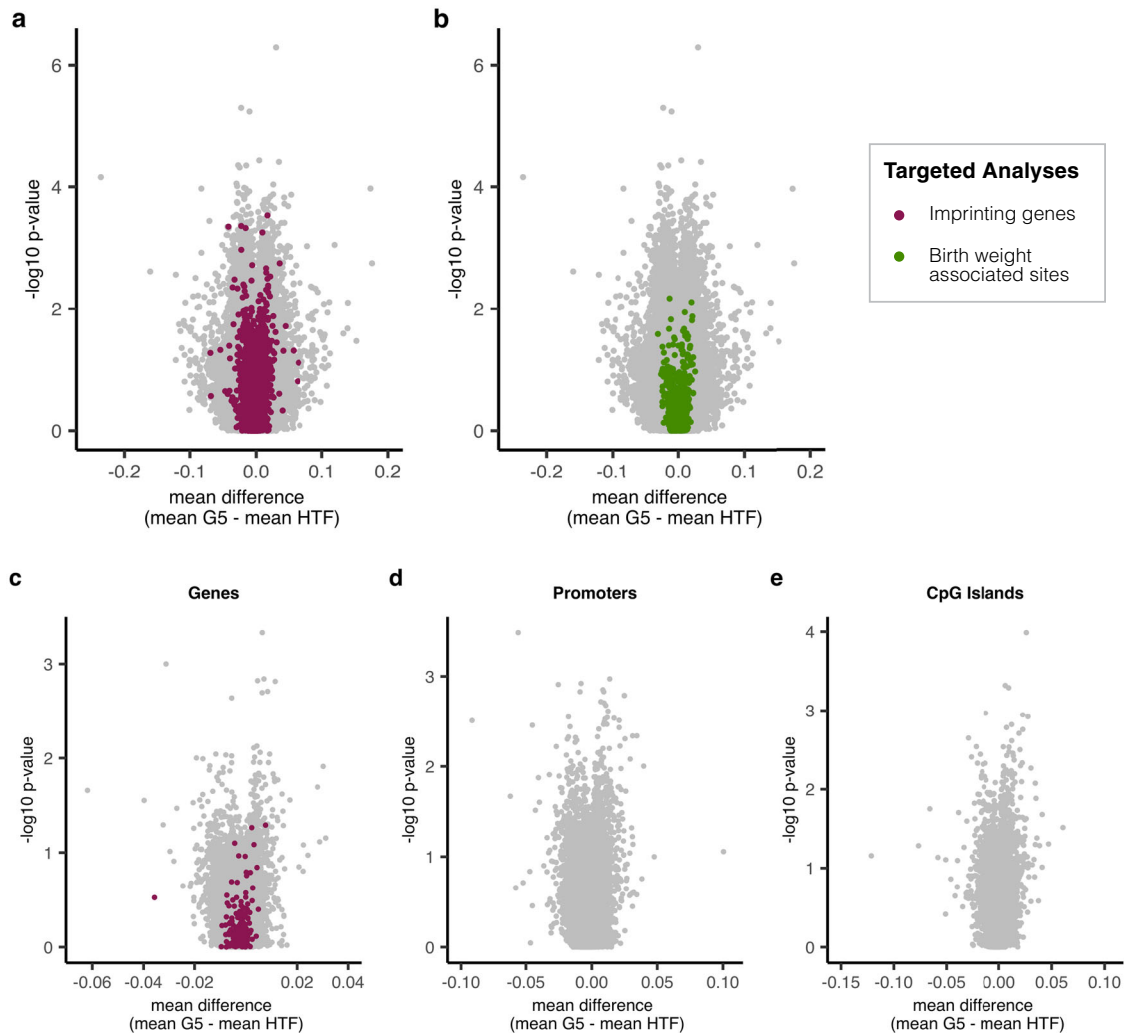 a
b
6
4
2
0
-log10 p-value
-0.2 -0.1 0.0 0.1 0.2
mean difference
(mean G5 - mean HTF)
6
4
2
0
-log10 p-value
-0.2 -0.1 0.0 0.1 0.2
mean difference
(mean G5 - mean HTF)
Targeted Analyses
Imprinting genes
Birth weight
associated sites
c
Genes
3
2
1
0
-log10 p-value
-0.06 -0.04 -0.02 0.00 0.02 0.04
mean difference
(mean G5 - mean HTF)
d
Promoters
3
2
1
0
-log10 p-value
-0.10 -0.05 0.00 0.05 0.10
mean difference
(mean G5 - mean HTF)
e
CpG Islands
4
3
2
1
0
-log10 p-value
-0.15 -0.10 -0.05 0.00 0.05 0.10
mean difference
(mean G5 - mean HTF)